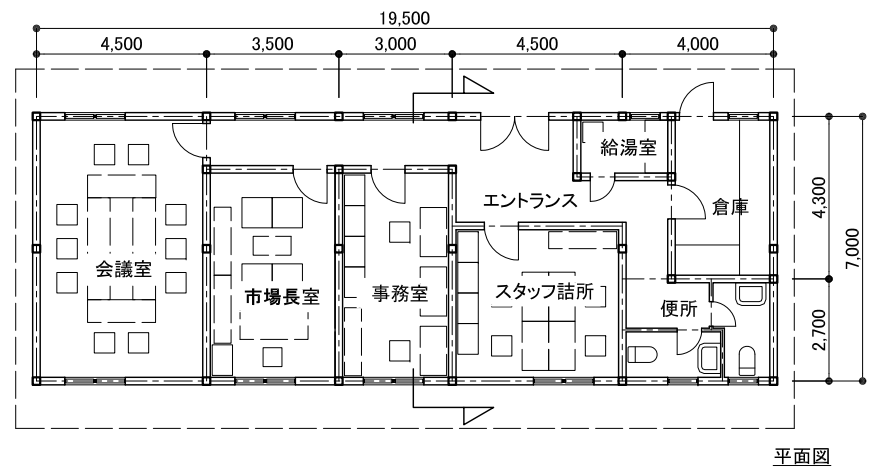 19,500
4,500
3,500
3,000
4,500
4,000
給湯室
エントランス
倉庫
4,300
7,000
会議室
市場長室
事務室
スタッフ詰所
便所
2,700
平面図